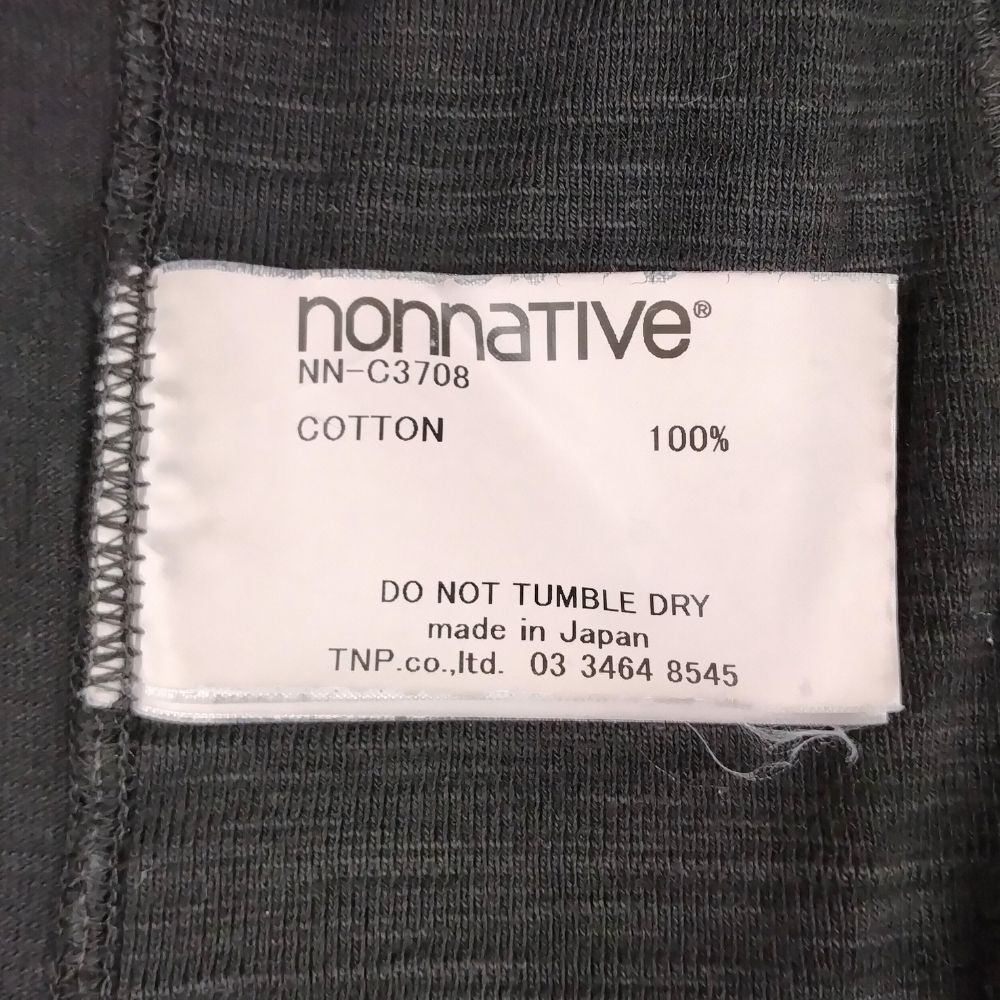 nonnative®
NN-C3708
COTTON 100%
DO NOT TUMBLE DRY
made in Japan
TNP.co.,ltd. 03 3464 8545